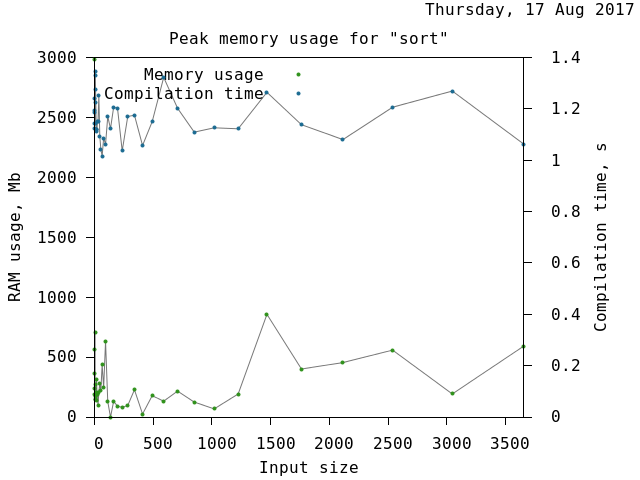 Thursday, 17 Aug 2017
Peak memory usage for "sort"
Memory usage
Compilation time
RAM usage, Mb
3000
2500
2000
1500
1000
500
0
Compilation time, s
1.4
1.2
1
0.8
0.6
0.4
0.2
0
0 500 1000 1500 2000 2500 3000 3500
Input size